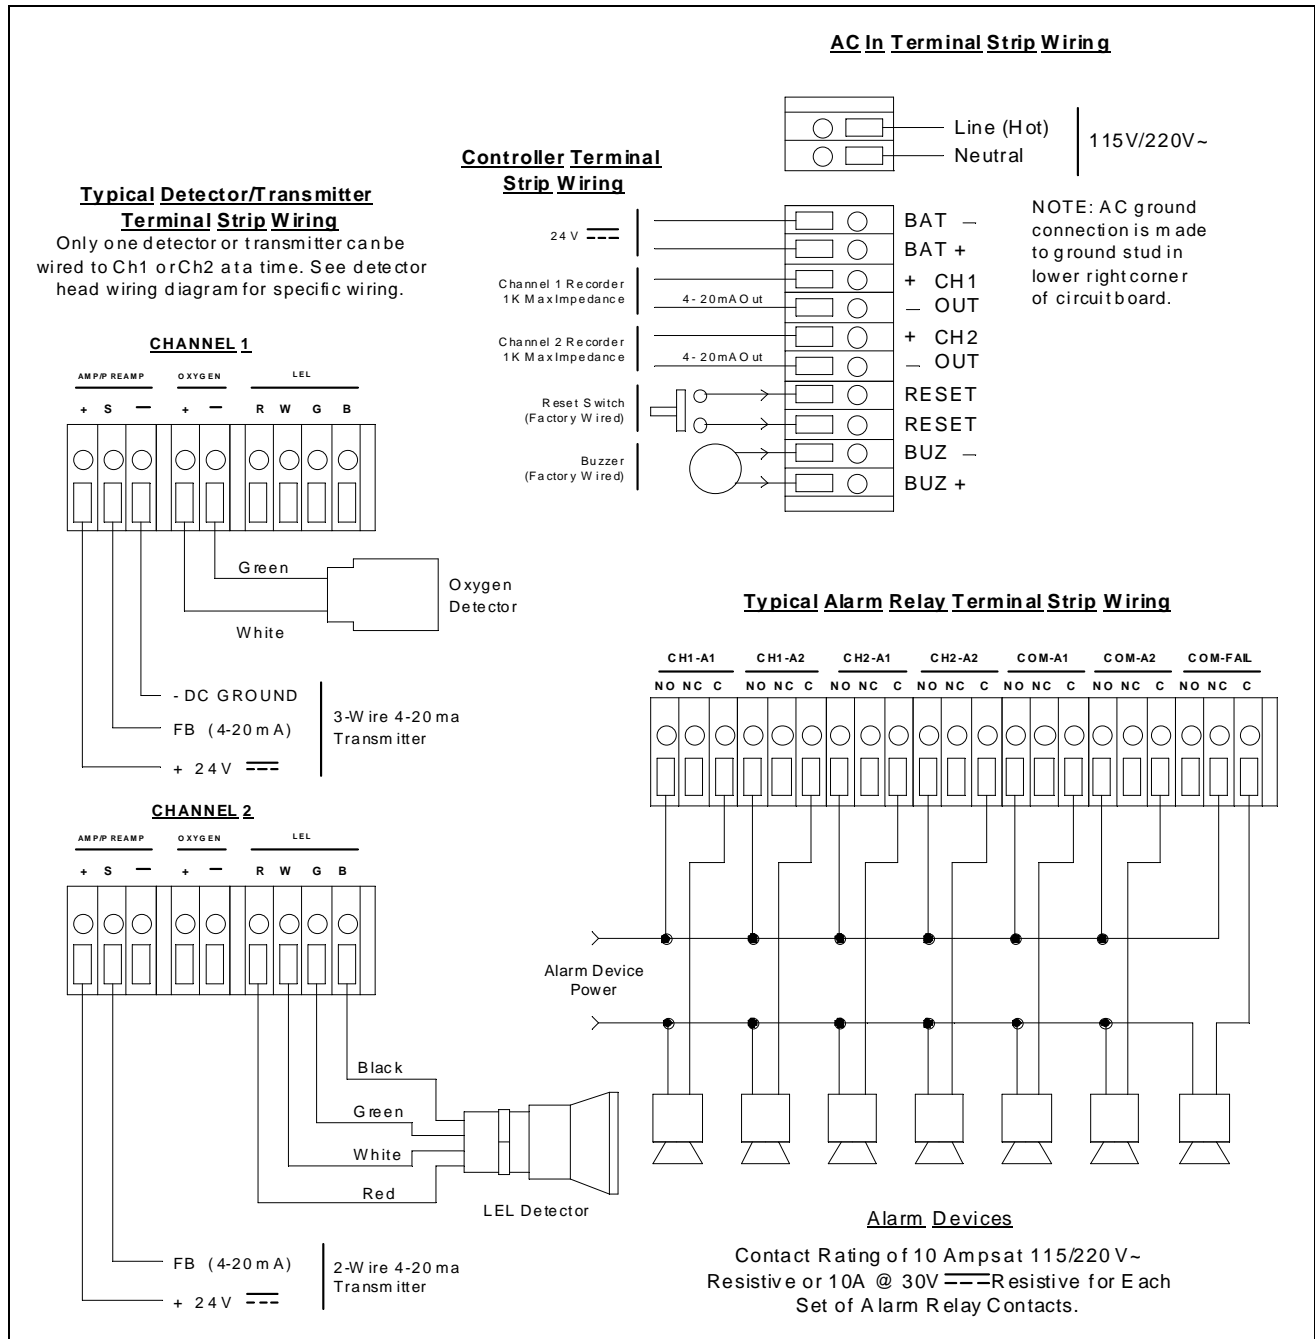 AC In Terminal Strip Wiring
Line (Hot)
Neutral
115V/220V~
NOTE: AC ground
connection is made
to ground stud in
lower right corner
of circuit board.
Controller Terminal
Strip Wiring
24 V
Channel 1 Recorder
1K Max Impedance
4-20mA Out
Channel 2 Recorder
1K Max Impedance
4-20mA Out
Reset Switch
(Factory Wired)
Buzzer
(Factory Wired)
BAT –
BAT +
+ CH1
– OUT
+ CH2
– OUT
RESET
RESET
BUZ –
BUZ +
Typical Detector/Transmitter
Terminal Strip Wiring
Only one detector or transmitter can be
wired to Ch1 or Ch2 at a time. See detector
head wiring diagram for specific wiring.
CHANNEL 1
AMP/PREAMP OXYGEN LEL
+ S – + – R W G B
Green
White
Oxygen
Detector
- DC GROUND
FB (4-20 mA)
+ 24V
3-Wire 4-20 ma
Transmitter
CHANNEL 2
AMP/PREAMP OXYGEN LEL
+ S – + – R W G B
Black
Green
White
Red
LEL Detector
FB (4-20 mA)
+ 24V
2-Wire 4-20 ma
Transmitter
Typical Alarm Relay Terminal Strip Wiring
CH1-A1 CH1-A2 CH2-A1 CH2-A2 COM-A1 COM-A2 COM-FAIL
NO NC C NO NC C NO NC C NO NC C NO NC C NO NC C NO NC C
Alarm Device
Power
Alarm Devices
Contact Rating of 10 Amps at 115/220 V~
Resistive or 10A @ 30V Resistive for Each
Set of Alarm Relay Contacts.